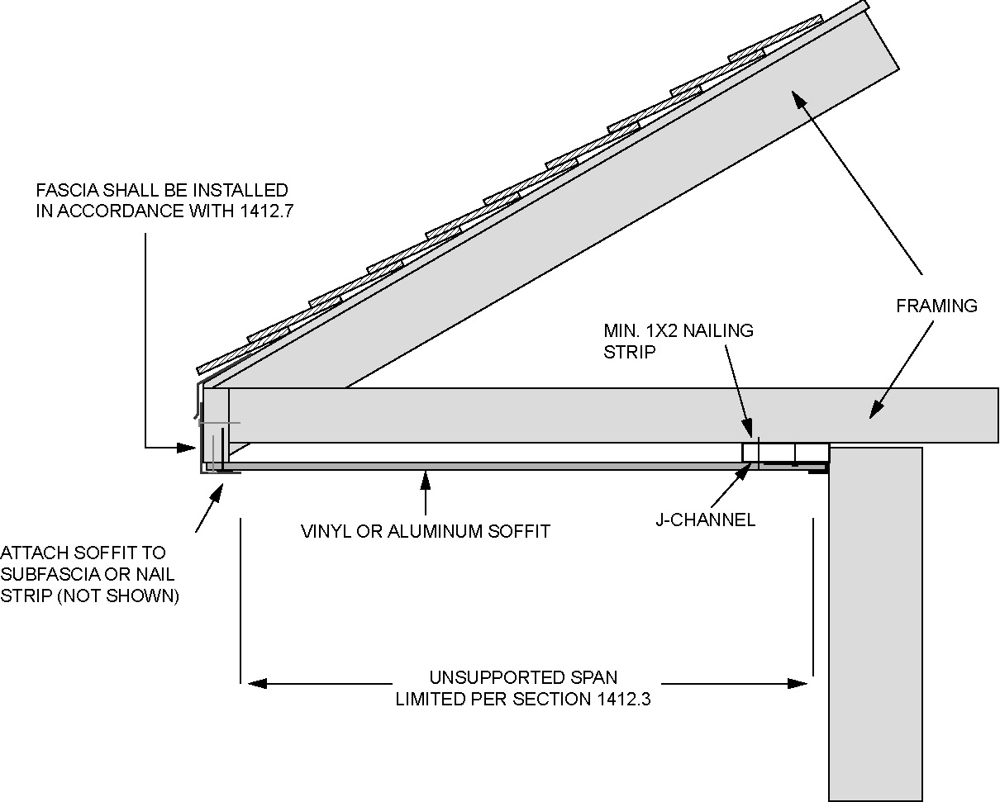 FASCIA SHALL BE INSTALLED
IN ACCORDANCE WITH 1412.7
FRAMING
MIN. 1X2 NAILING
STRIP
J-CHANNEL
VINYL OR ALUMINUM SOFFIT
ATTACH SOFFIT TO
SUBFASCIA OR NAIL
STRIP (NOT SHOWN)
UNSUPPORTED SPAN
LIMITED PER SECTION 1412.3